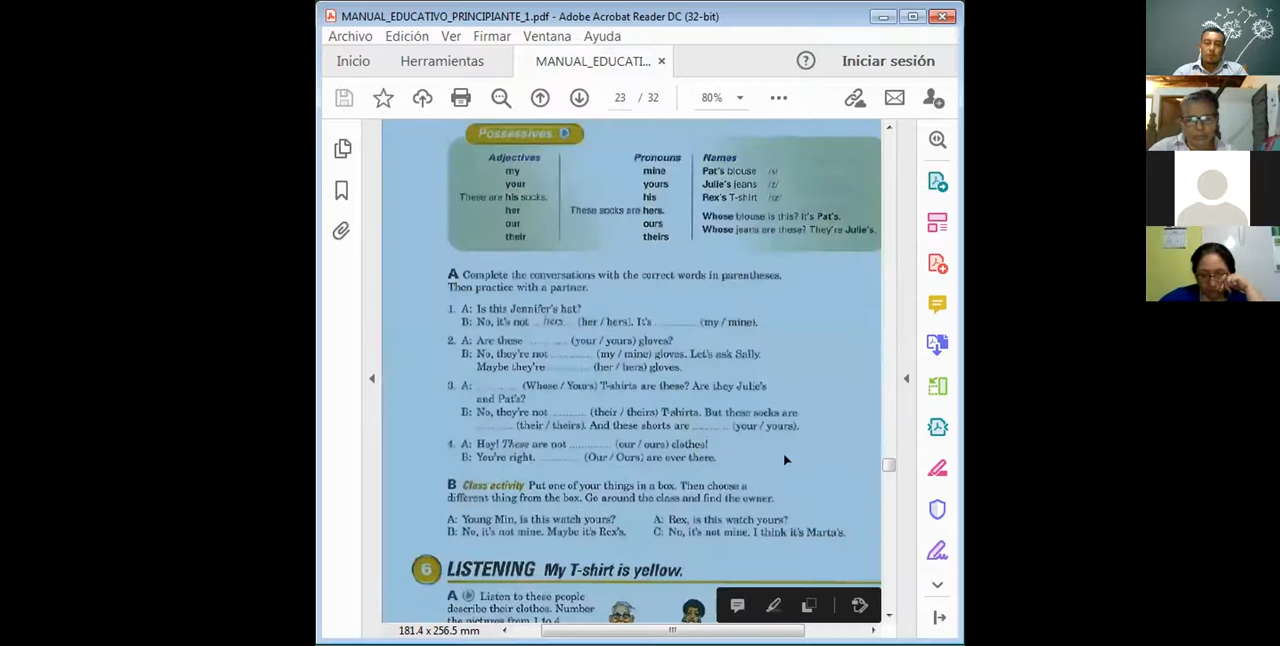 MANUAL_EDUCATIVO_PRINCIPIANTE_1.pdf - Adobe Acrobat Reader DC (32-bit)
Archivo Edición Ver Firmar Ventana Ayuda
Inicio Herramientas MANUAL_EDUCATI... × ? Iniciar sesión
23 / 32 80%
Possessives
Adjectives Pronouns Names
my mine Pat's blouse /s/
your yours Julie's jeans /z/
These are his socks. his Rex's T-shirt /ɪz/
her These socks are hers. Whose blouse is this? It's Pat's.
our ours Whose jeans are these? They're Julie's.
their theirs
A Complete the conversations with the correct words in parentheses.
Then practice with a partner.
1. A: Is this Jennifer's hat?
B: No, it's not hers (her / hers). It's .......... (my / mine).
2. A: Are these .......... (your / yours) gloves?
B: No, they're not .......... (my / mine) gloves. Let's ask Sally.
Maybe they're .......... (her / hers) gloves.
3. A: .......... (Whose / Yours) T-shirts are these? Are they Julie's
and Pat's?
B: No, they're not .......... (their / theirs) T-shirts. But these socks are
.......... (their / theirs). And these shorts are .......... (your / yours).
4. A: Hey! These are not .......... (our / ours) clothes!
B: You're right. .......... (Our / Ours) are over there.
B Class activity Put one of your things in a box. Then choose a
different thing from the box. Go around the class and find the owner.
A: Young Min, is this watch yours? A: Rex, is this watch yours?
B: No, it's not mine. Maybe it's Rex's. C: No, it's not mine. I think it's Marta's.
6 LISTENING My T-shirt is yellow.
A Listen to these people
describe their clothes. Number
the pictures from 1 to 4
181.4 x 256.5 mm